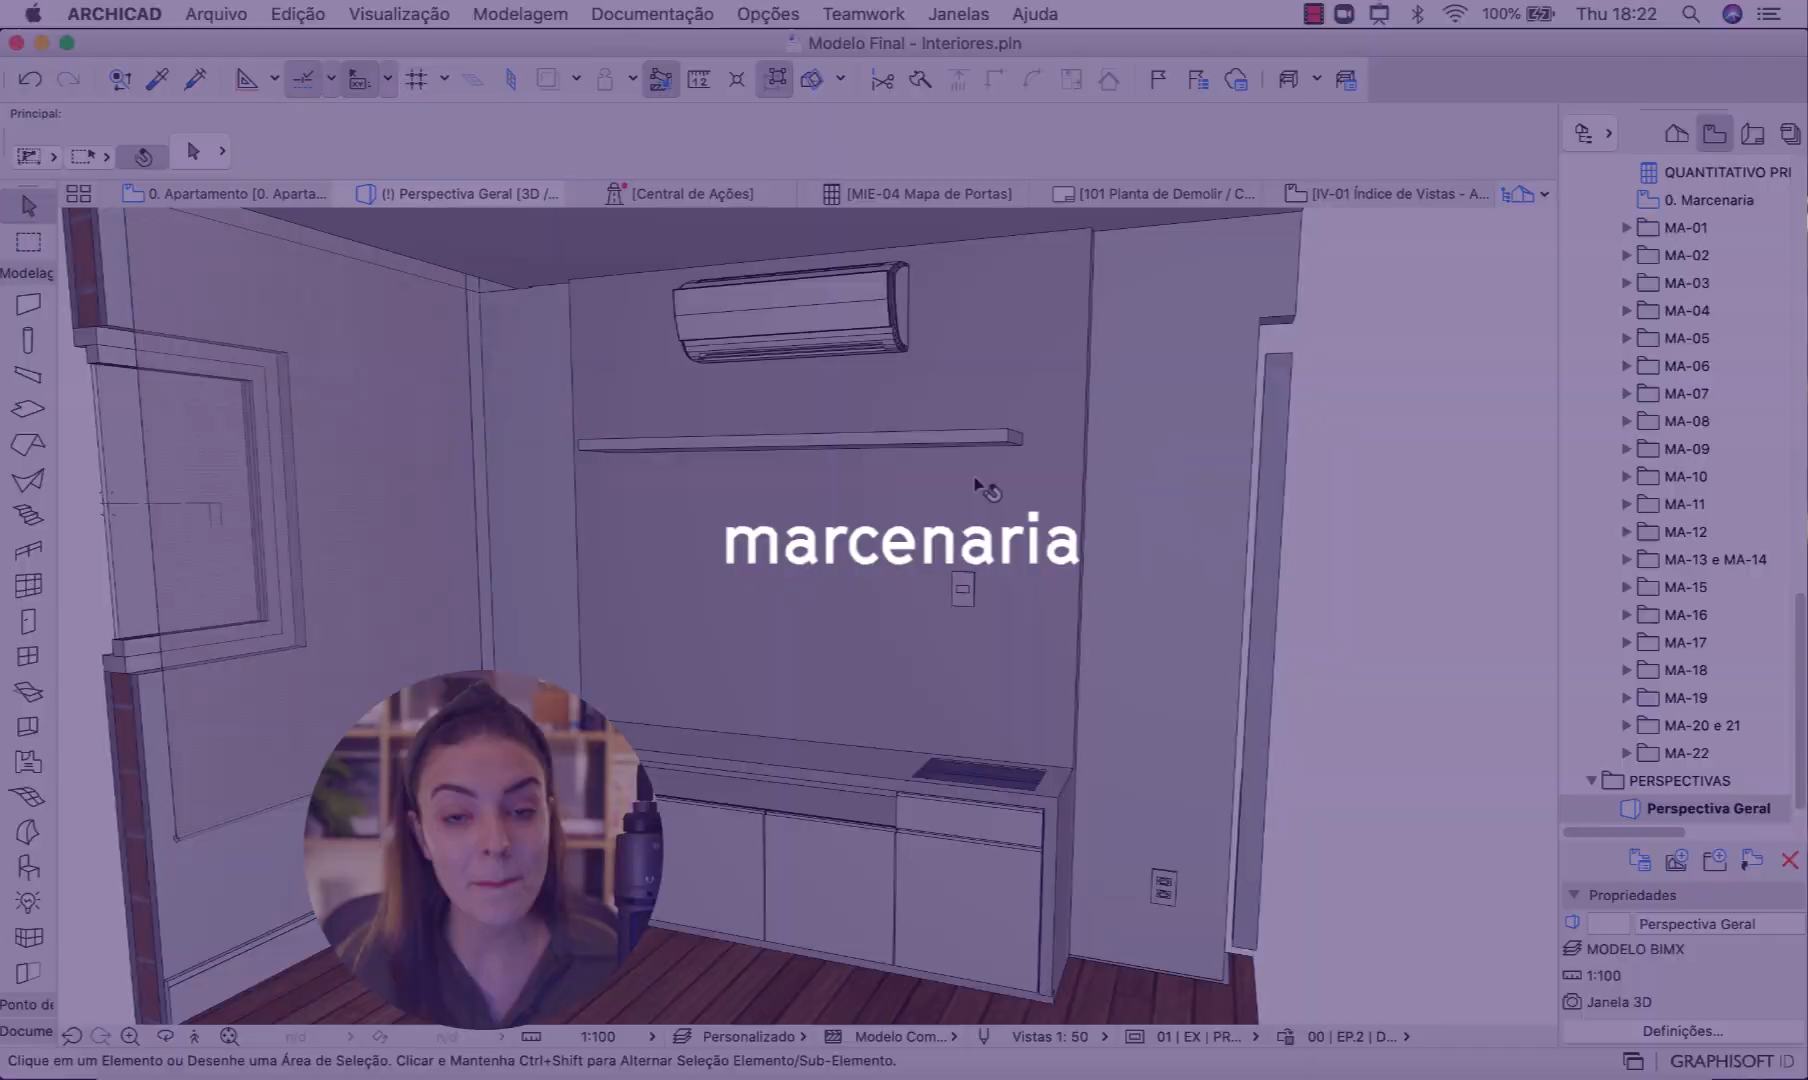 ARCHICAD Arquivo Edição Visualização Modelagem Documentação Opções Teamwork Janelas Ajuda 100% Thu 18:22
Modelo Final - Interiores.pln
Principal:
0. Apartamento [0. Aparta... (!) Perspectiva Geral [3D /... [Central de Ações] [MIE-04 Mapa de Portas] [101 Planta de Demolir / C... [IV-01 Índice de Vistas - A...
Modelag
QUANTITATIVO PRI
0. Marcenaria
MA-01
MA-02
MA-03
MA-04
MA-05
MA-06
MA-07
MA-08
MA-09
MA-10
MA-11
MA-12
MA-13 e MA-14
MA-15
MA-16
MA-17
MA-18
MA-19
MA-20 e 21
MA-22
PERSPECTIVAS
Perspectiva Geral
marcenaria
Propriedades
Perspectiva Geral
MODELO BIMX
1:100
Janela 3D
Definições...
Ponto de
Docume
n/d n/d 1:100 Personalizado Modelo Com... Vistas 1: 50 01 | EX | PR... 00 | EP.2 | D...
Clique em um Elemento ou Desenhe uma Área de Seleção. Clicar e Mantenha Ctrl+Shift para Alternar Seleção Elemento/Sub-Elemento.
GRAPHISOFT ID